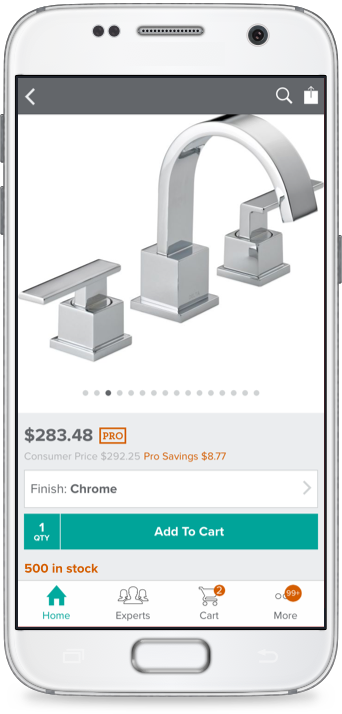 $283.48 PRO
Consumer Price $292.25 Pro Savings $8.77
Finish: Chrome
1
QTY
Add To Cart
500 in stock
2
99+
Home
Experts
Cart
More